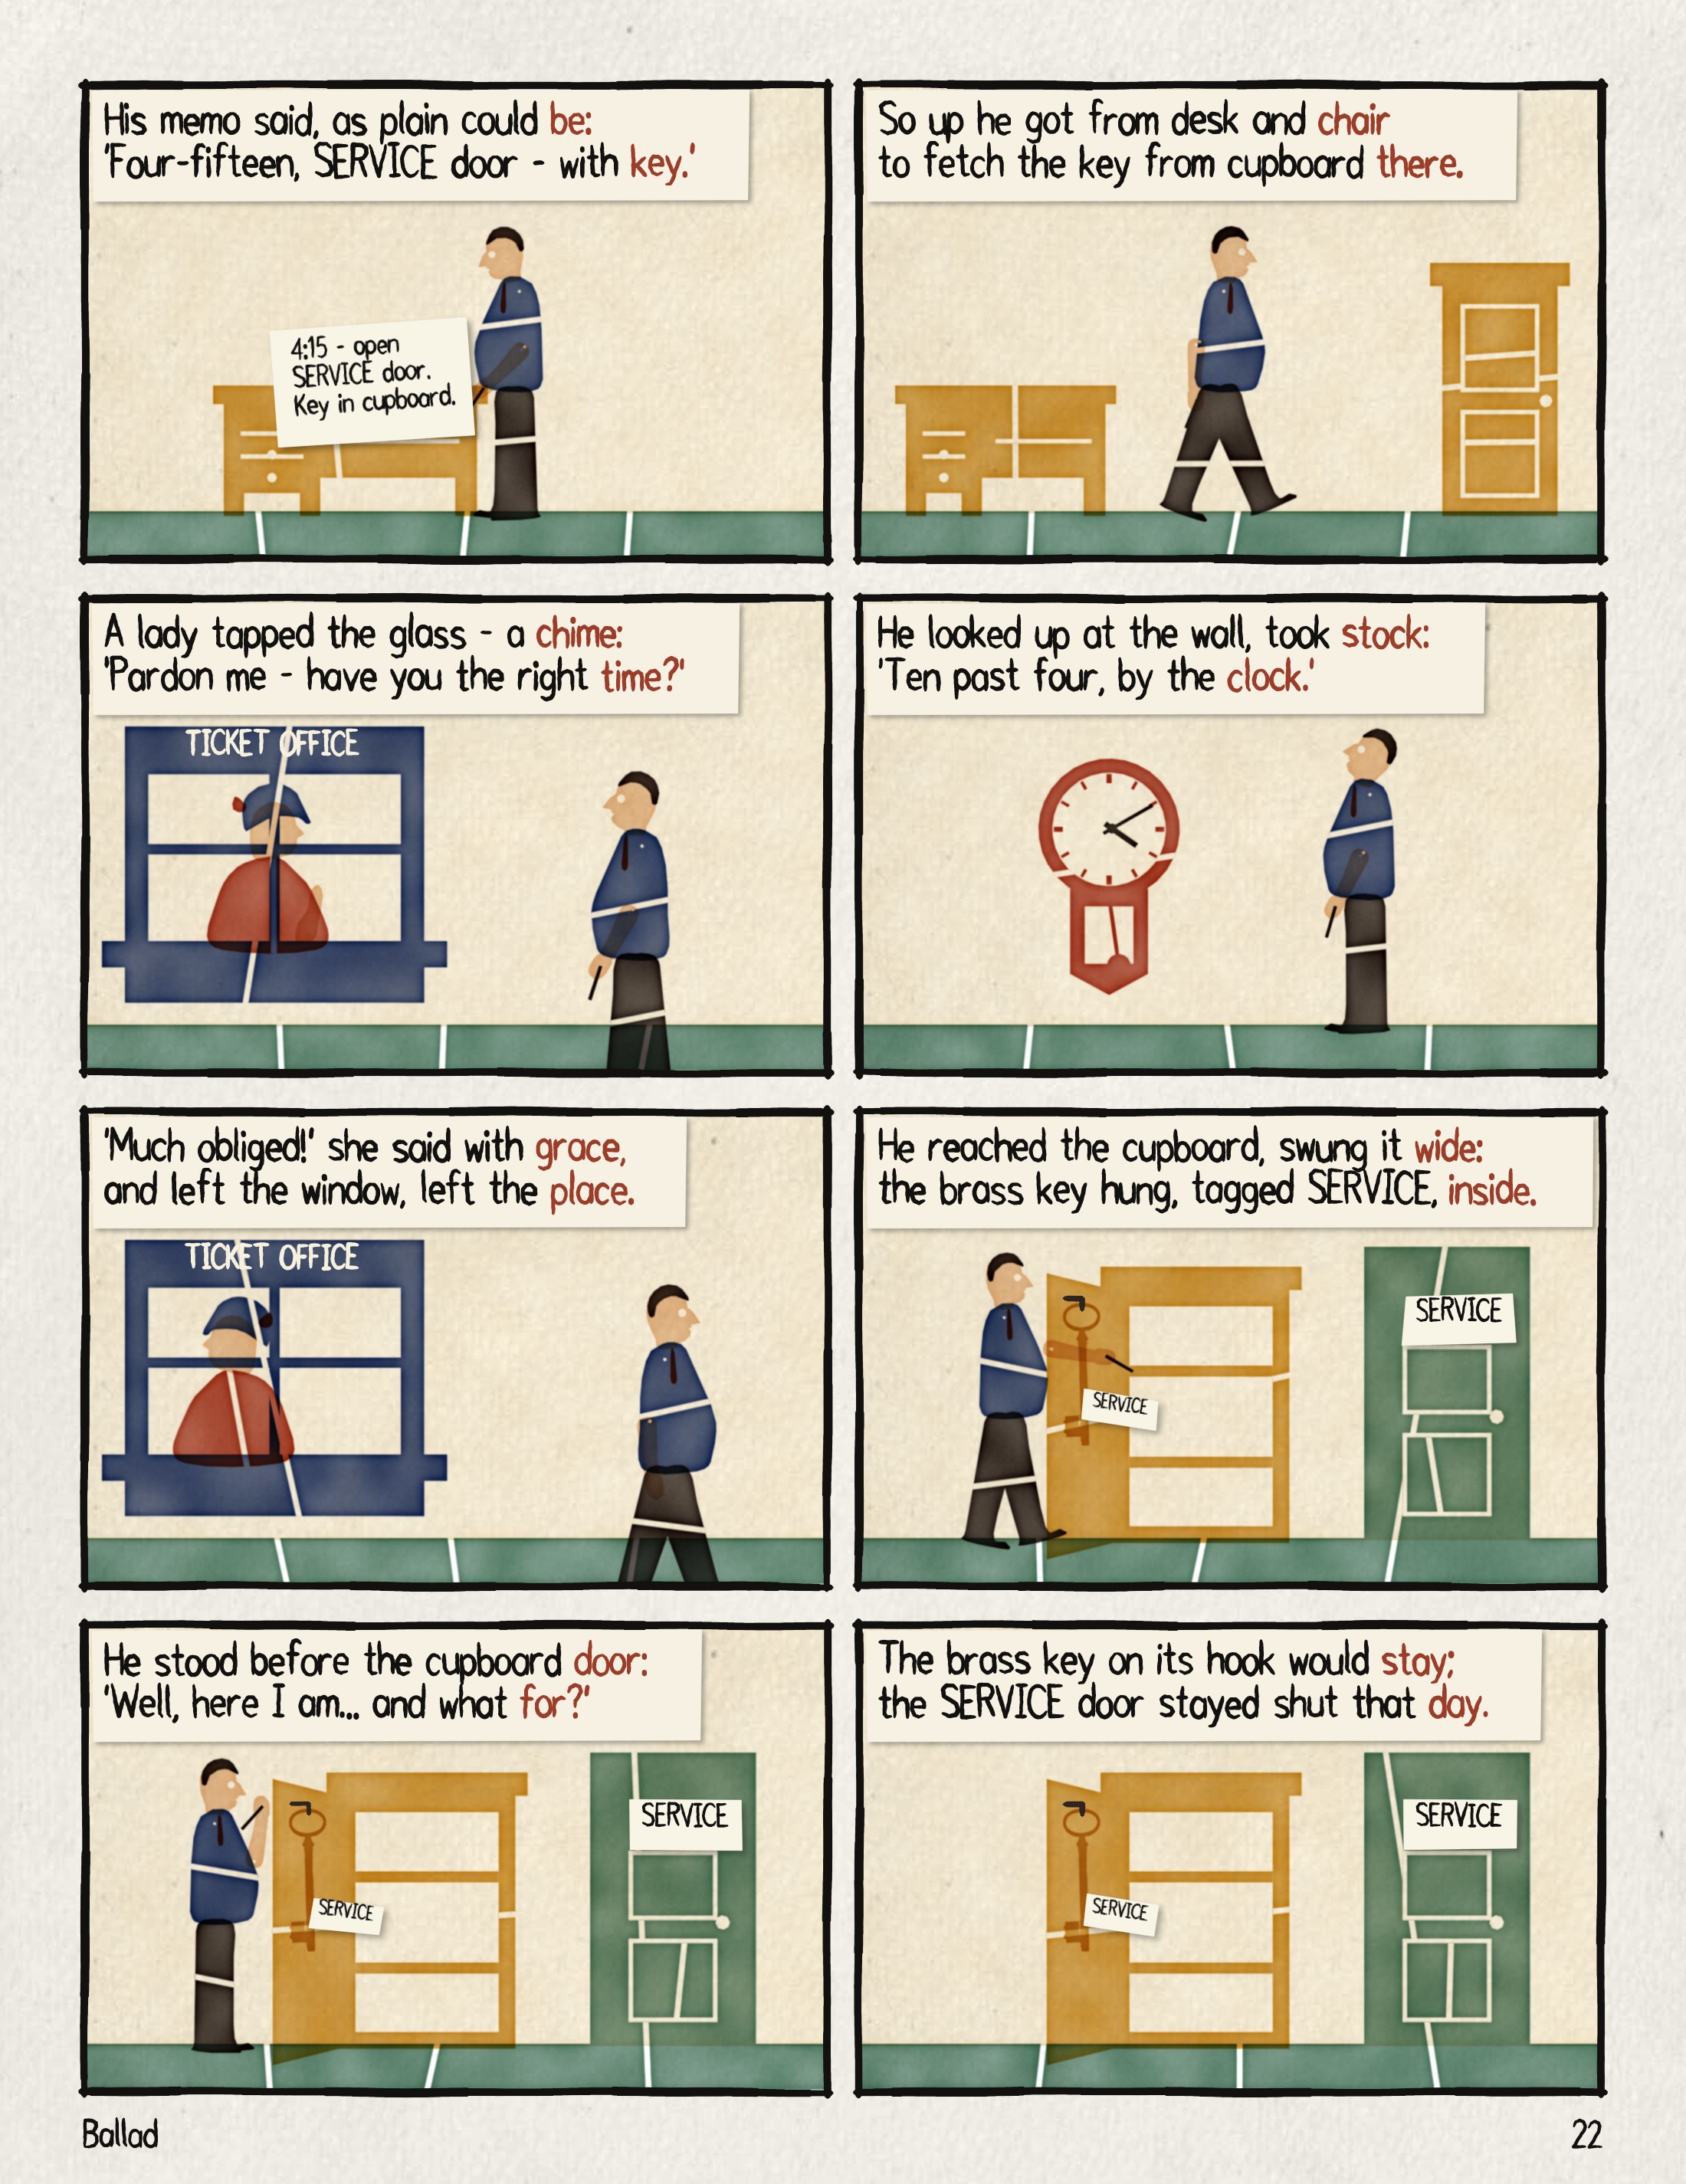 His memo said, as plain could be:
'Four-fifteen, SERVICE door - with key.'
4:15 - open
SERVICE door.
Key in cupboard.
So up he got from desk and chair
to fetch the key from cupboard there.
A lady tapped the glass - a chime:
'Pardon me - have you the right time?'
TICKET OFFICE
He looked up at the wall, took stock:
'Ten past four, by the clock.'
'Much obliged!' she said with grace,
and left the window, left the place.
TICKET OFFICE
He reached the cupboard, swung it wide:
the brass key hung, tagged SERVICE, inside.
SERVICE
SERVICE
He stood before the cupboard door:
'Well, here I am... and what for?'
SERVICE
SERVICE
The brass key on its hook would stay;
the SERVICE door stayed shut that day.
SERVICE
SERVICE
Ballad
22